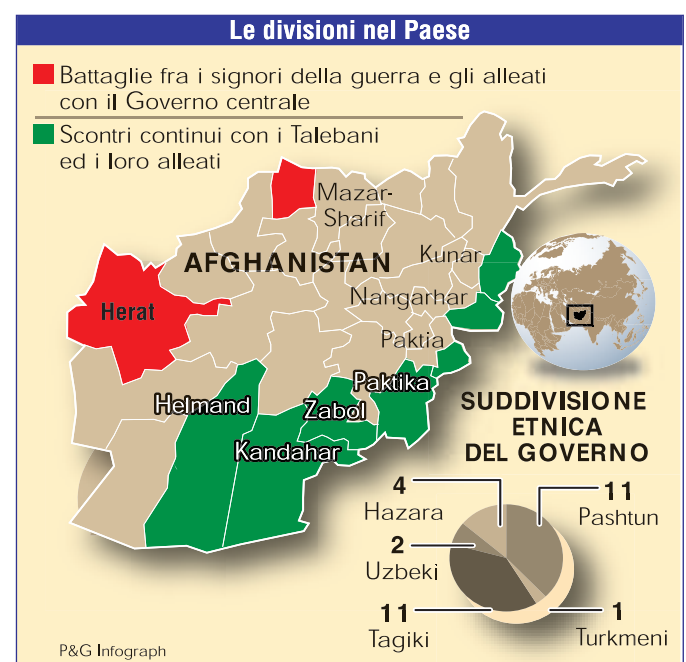 Le divisioni nel Paese
Battaglie fra i signori della guerra e gli alleati
con il Governo centrale
Scontri continui con i Talebani
ed i loro alleati
Mazar-
Sharif
AFGHANISTAN
Kunar
Herat
Nangarhar
Paktia
Paktika
Helmand
Zabol
Kandahar
SUDDIVISIONE
ETNICA
DEL GOVERNO
4
Hazara
11
Pashtun
2
Uzbeki
11
Tagiki
1
Turkmeni
P&G Infograph